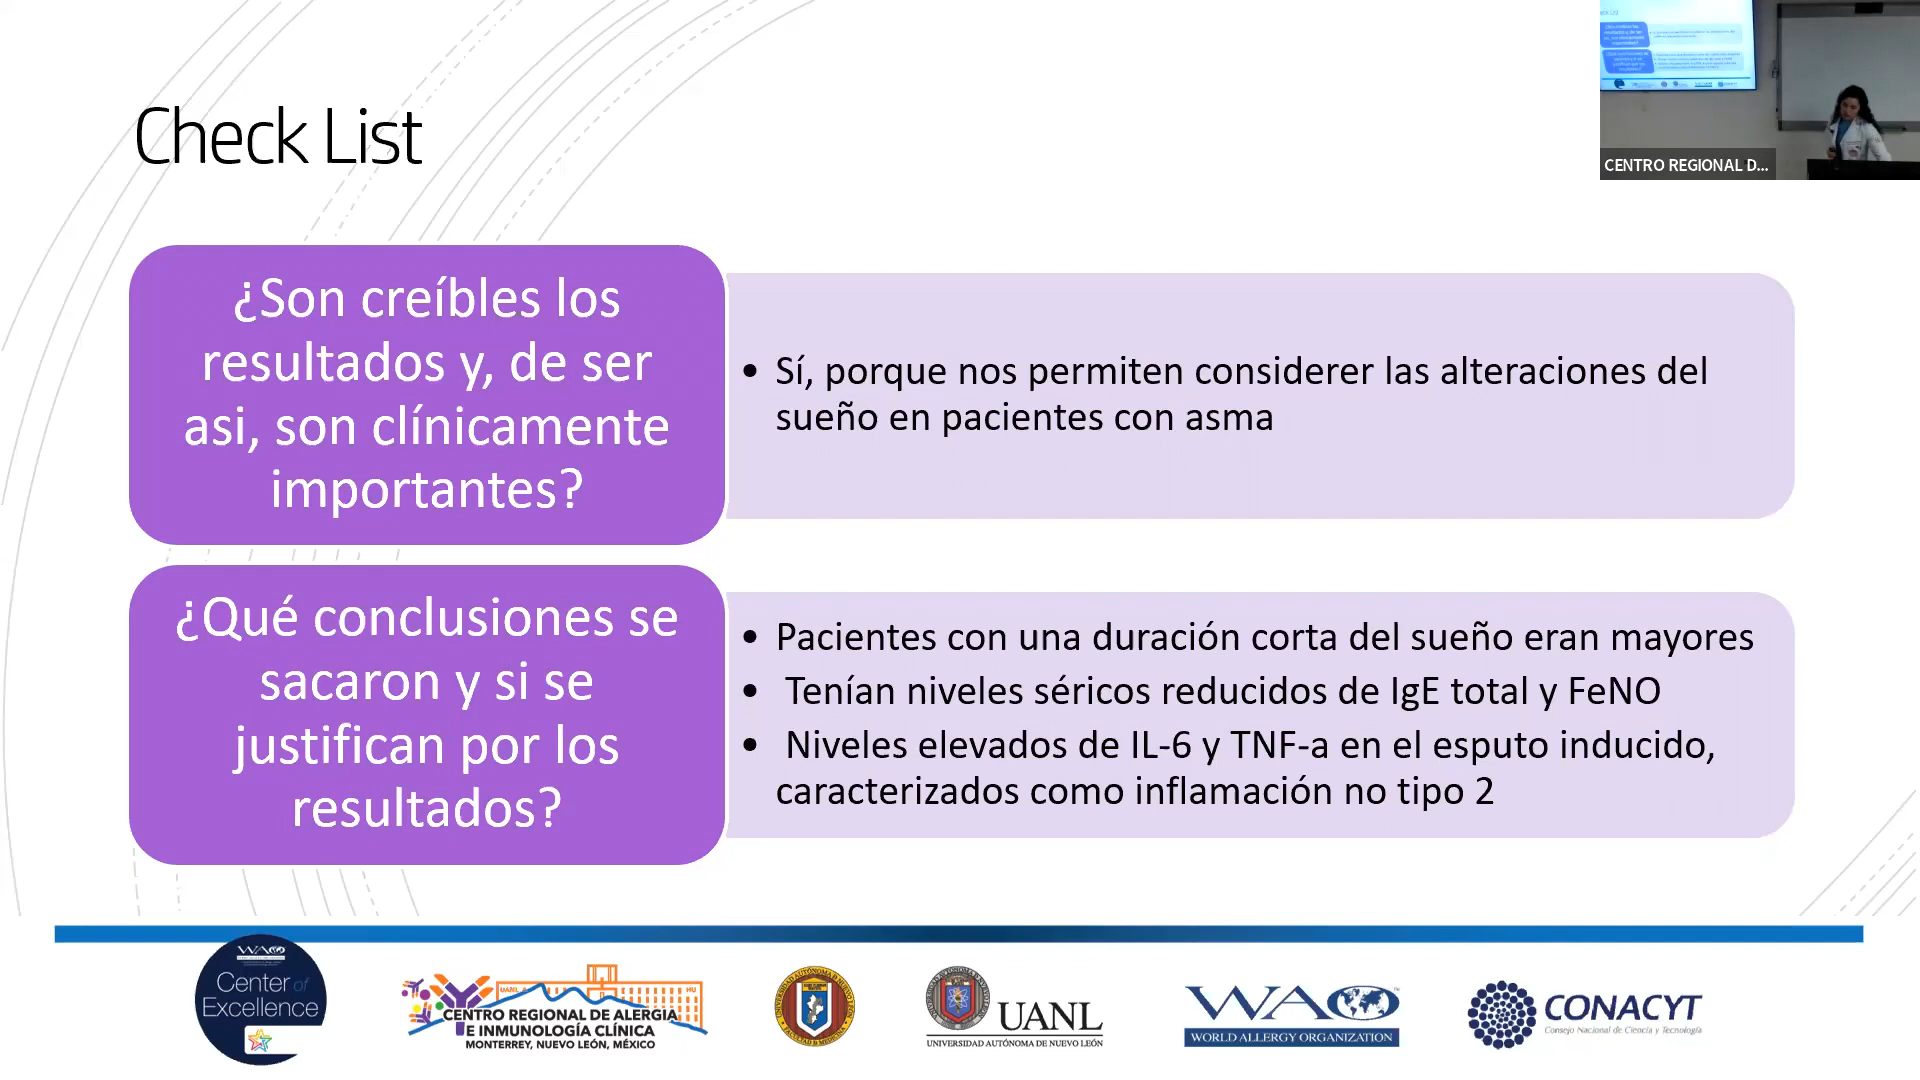 Check List
CENTRO REGIONAL D...
¿Son creíbles los
resultados y, de ser
asi, son clínicamente
importantes?
• Sí, porque nos permiten considerer las alteraciones del
sueño en pacientes con asma
¿Qué conclusiones se
sacaron y si se
justifican por los
resultados?
• Pacientes con una duración corta del sueño eran mayores
• Tenían niveles séricos reducidos de IgE total y FeNO
• Niveles elevados de IL-6 y TNF-a en el esputo inducido,
caracterizados como inflamación no tipo 2
WAO
Center of
Excellence
UANL
HU
CENTRO REGIONAL DE ALERGIA
E INMUNOLOGÍA CLÍNICA
MONTERREY, NUEVO LEÓN, MÉXICO
UANL
UNIVERSIDAD AUTÓNOMA DE NUEVO LEÓN
WAO
WORLD ALLERGY ORGANIZATION
CONACYT
Consejo Nacional de Ciencia y Tecnología